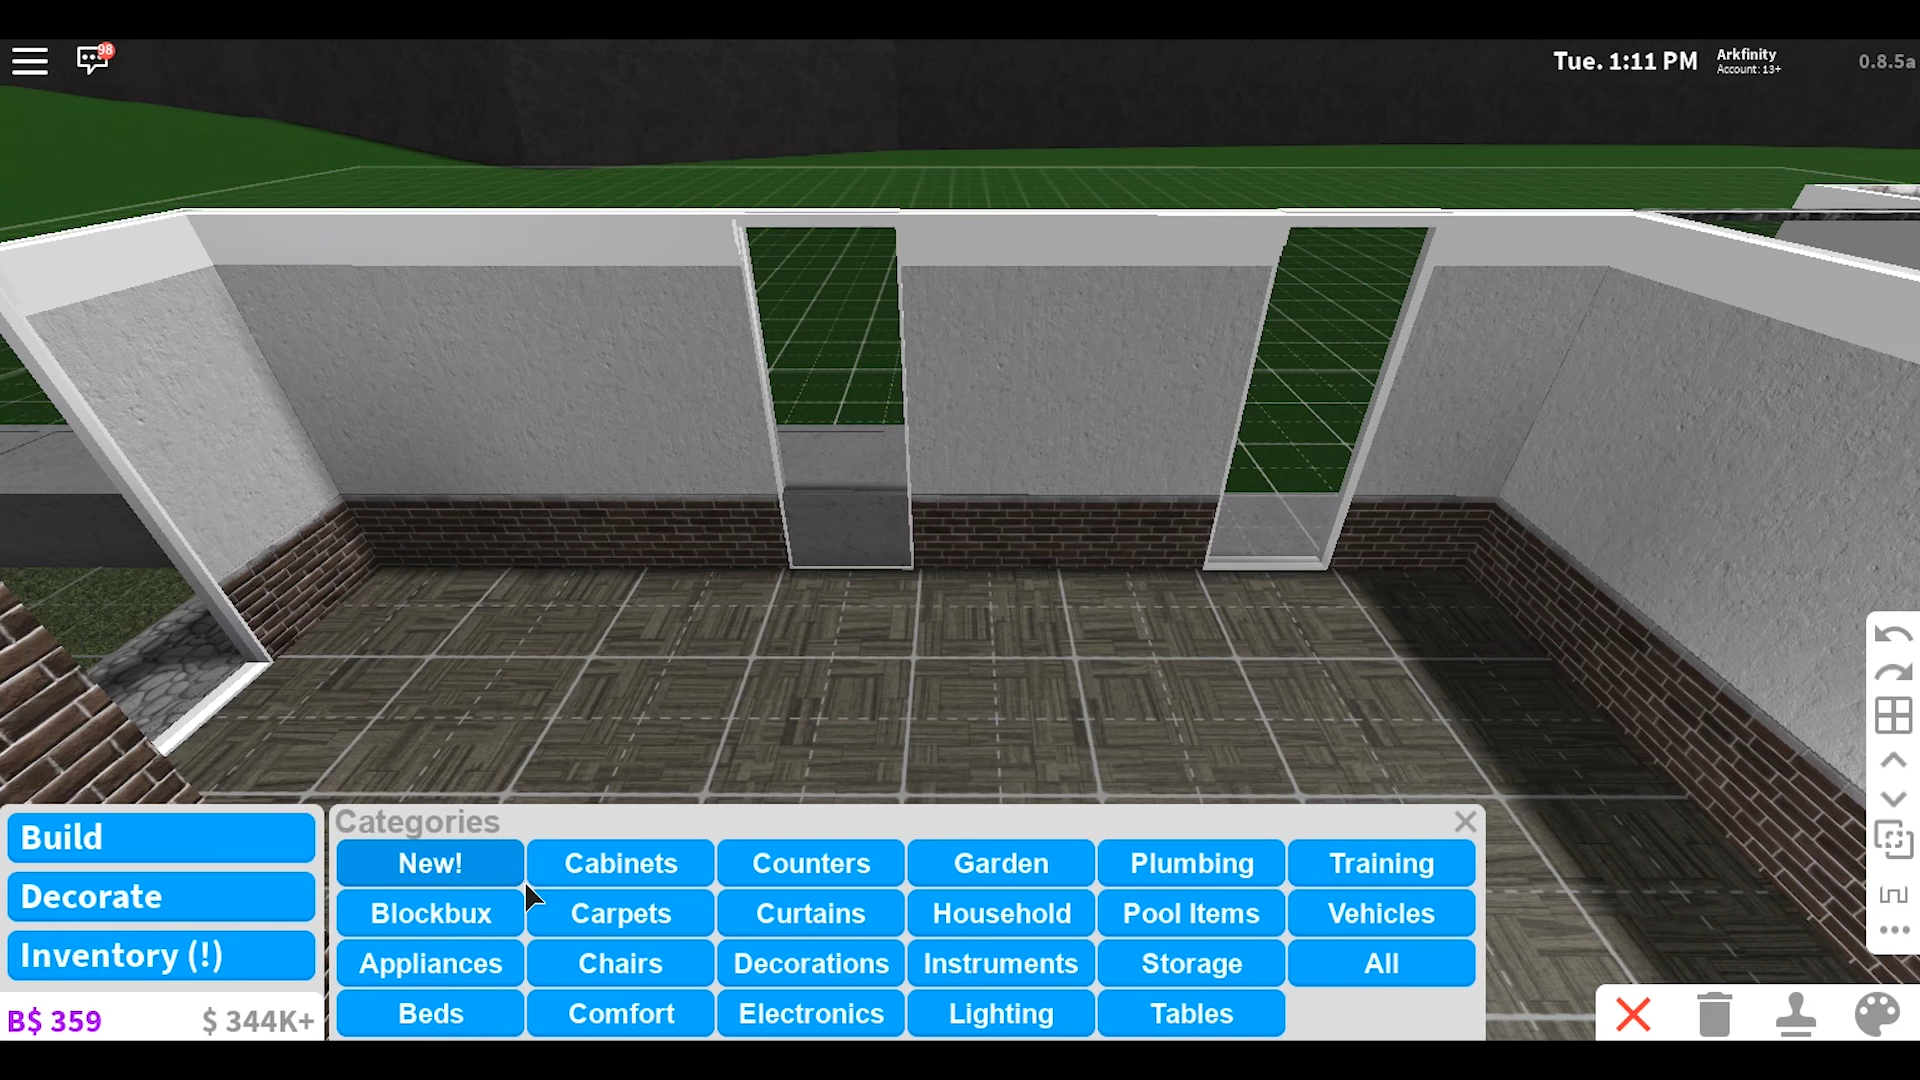 98
Tue. 1:11 PM
Arkfinity
Account: 13+
0.8.5a
Build
Decorate
Inventory (!)
B$ 359
$ 344K+
Categories
New!
Cabinets
Counters
Garden
Plumbing
Training
Blockbux
Carpets
Curtains
Household
Pool Items
Vehicles
Appliances
Chairs
Decorations
Instruments
Storage
All
Beds
Comfort
Electronics
Lighting
Tables